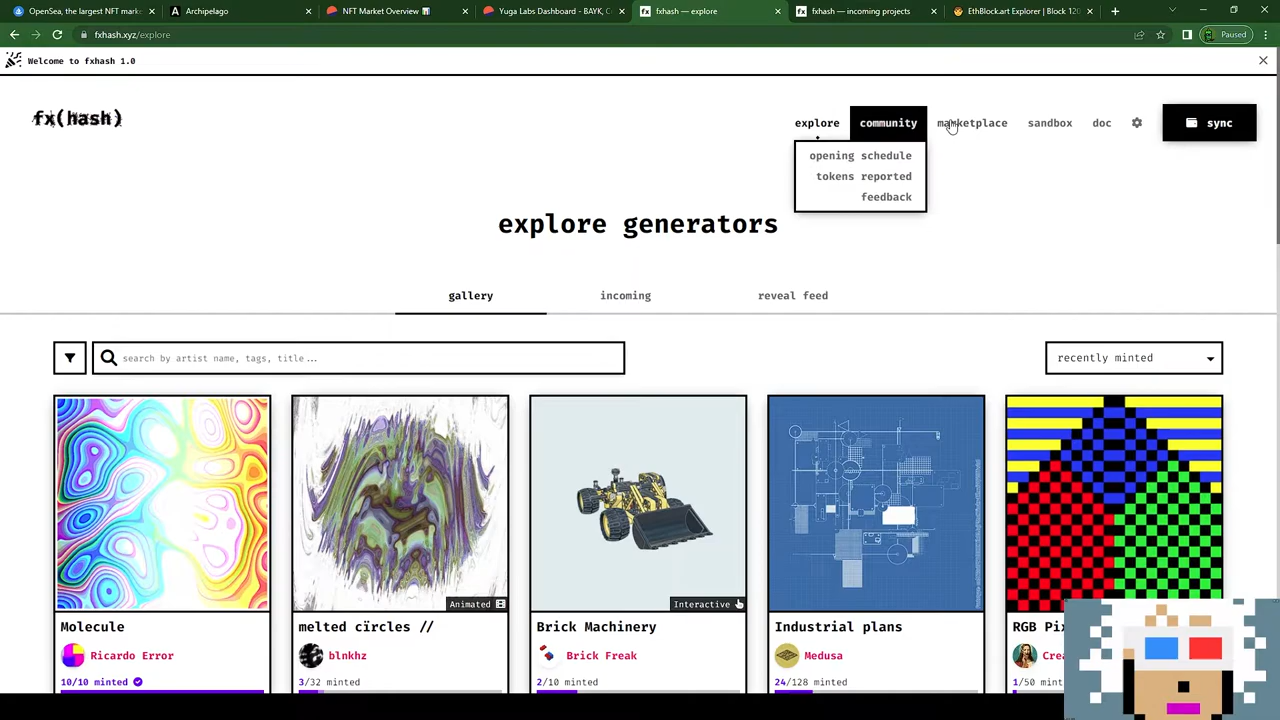 OpenSea, the largest NFT mark
Archipelago
NFT Market Overview
Yuga Labs Dashboard - BAYK, C
fxhash — explore
fxhash — incoming projects
EthBlock.art Explorer | Block 120
fxhash.xyz/explore
Paused
Welcome to fxhash 1.0
fx(hash)
explore
community
marketplace
sandbox
doc
sync
opening schedule
tokens reported
feedback
explore generators
gallery
incoming
reveal feed
search by artist name, tags, title...
recently minted
Animated
Interactive
Molecule
melted cïrcles //
Brick Machinery
Industrial plans
RGB Pi
Ricardo Error
blnkhz
Brick Freak
Medusa
Crea
10/10 minted
3/32 minted
2/10 minted
24/128 minted
1/50 mint